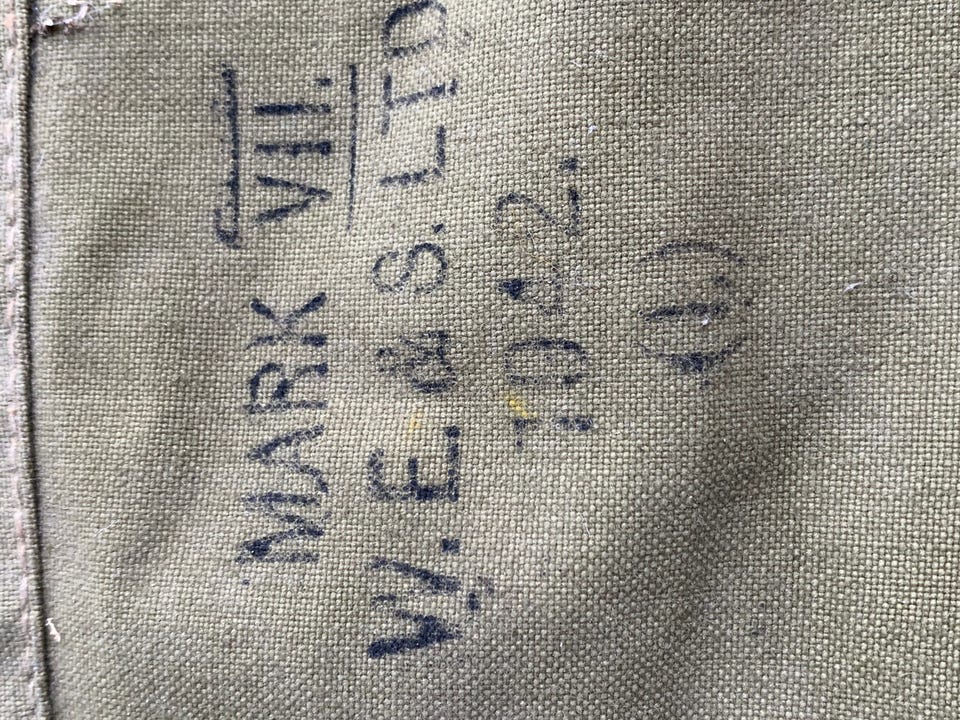 MARK VII.
W. E & S. LTD
1942.